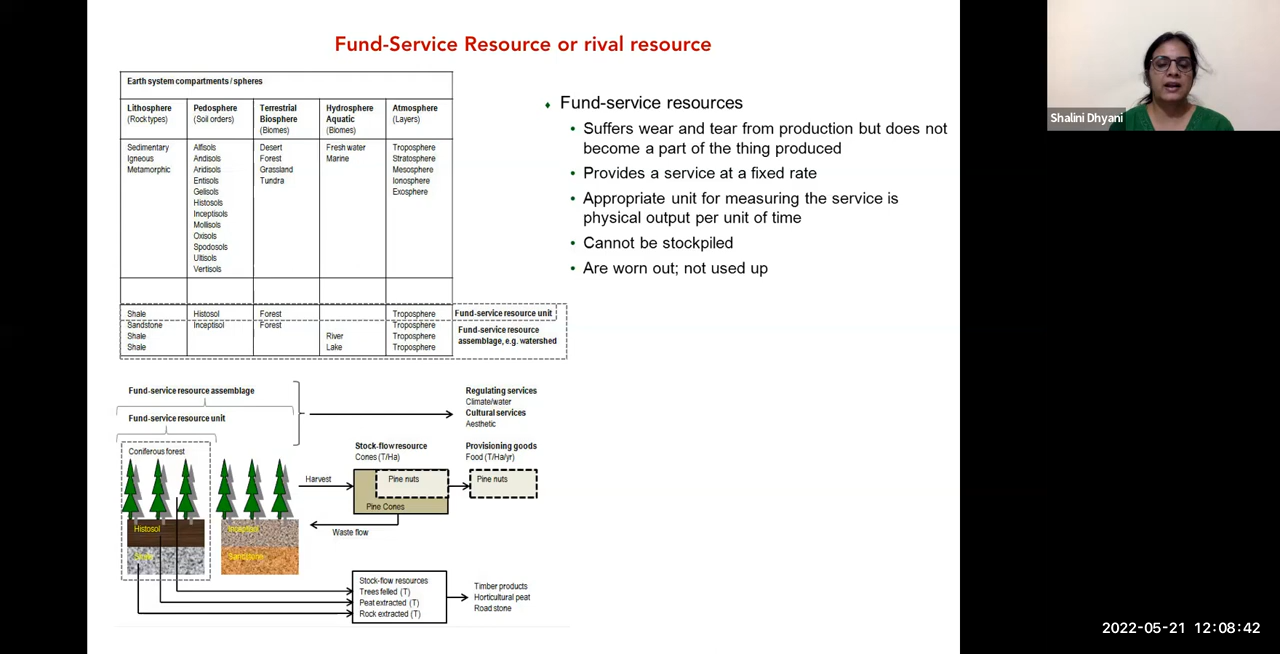 Fund-Service Resource or rival resource
Earth system compartments / spheres
Lithosphere
(Rock types)
Pedosphere
(Soil orders)
Terrestrial
Biosphere
(Biomes)
Hydrosphere
Aquatic
(Biomes)
Atmosphere
(Layers)
Sedimentary
Igneous
Metamorphic
Alfisols
Andisols
Aridisols
Entisols
Gelisols
Histosols
Inceptisols
Mollisols
Oxisols
Spodosols
Ultisols
Vertisols
Desert
Forest
Grassland
Tundra
Fresh water
Marine
Troposphere
Stratosphere
Mesosphere
Ionosphere
Exosphere
Shale Histosol Forest Troposphere Fund-service resource unit
Sandstone Inceptisol Forest Troposphere
Shale River Troposphere
Shale Lake Troposphere
Fund-service resource
assemblage, e.g. watershed
Fund-service resource assemblage
Fund-service resource unit
Coniferous forest
Histosol
Sandstone
Harvest
Waste flow
Regulating services
Climate/water
Cultural services
Aesthetic
Stock-flow resource
Cones (T/Ha)
Provisioning goods
Food (T/Ha/yr)
Pine nuts
Pine Cones
Pine nuts
Stock-flow resources
Trees felled (T)
Peat extracted (T)
Rock extracted (T)
Timber products
Horticultural peat
Road stone
Fund-service resources
Suffers wear and tear from production but does not
become a part of the thing produced
Provides a service at a fixed rate
Appropriate unit for measuring the service is
physical output per unit of time
Cannot be stockpiled
Are worn out; not used up
Shalini Dhyani
2022-05-21 12:08:42